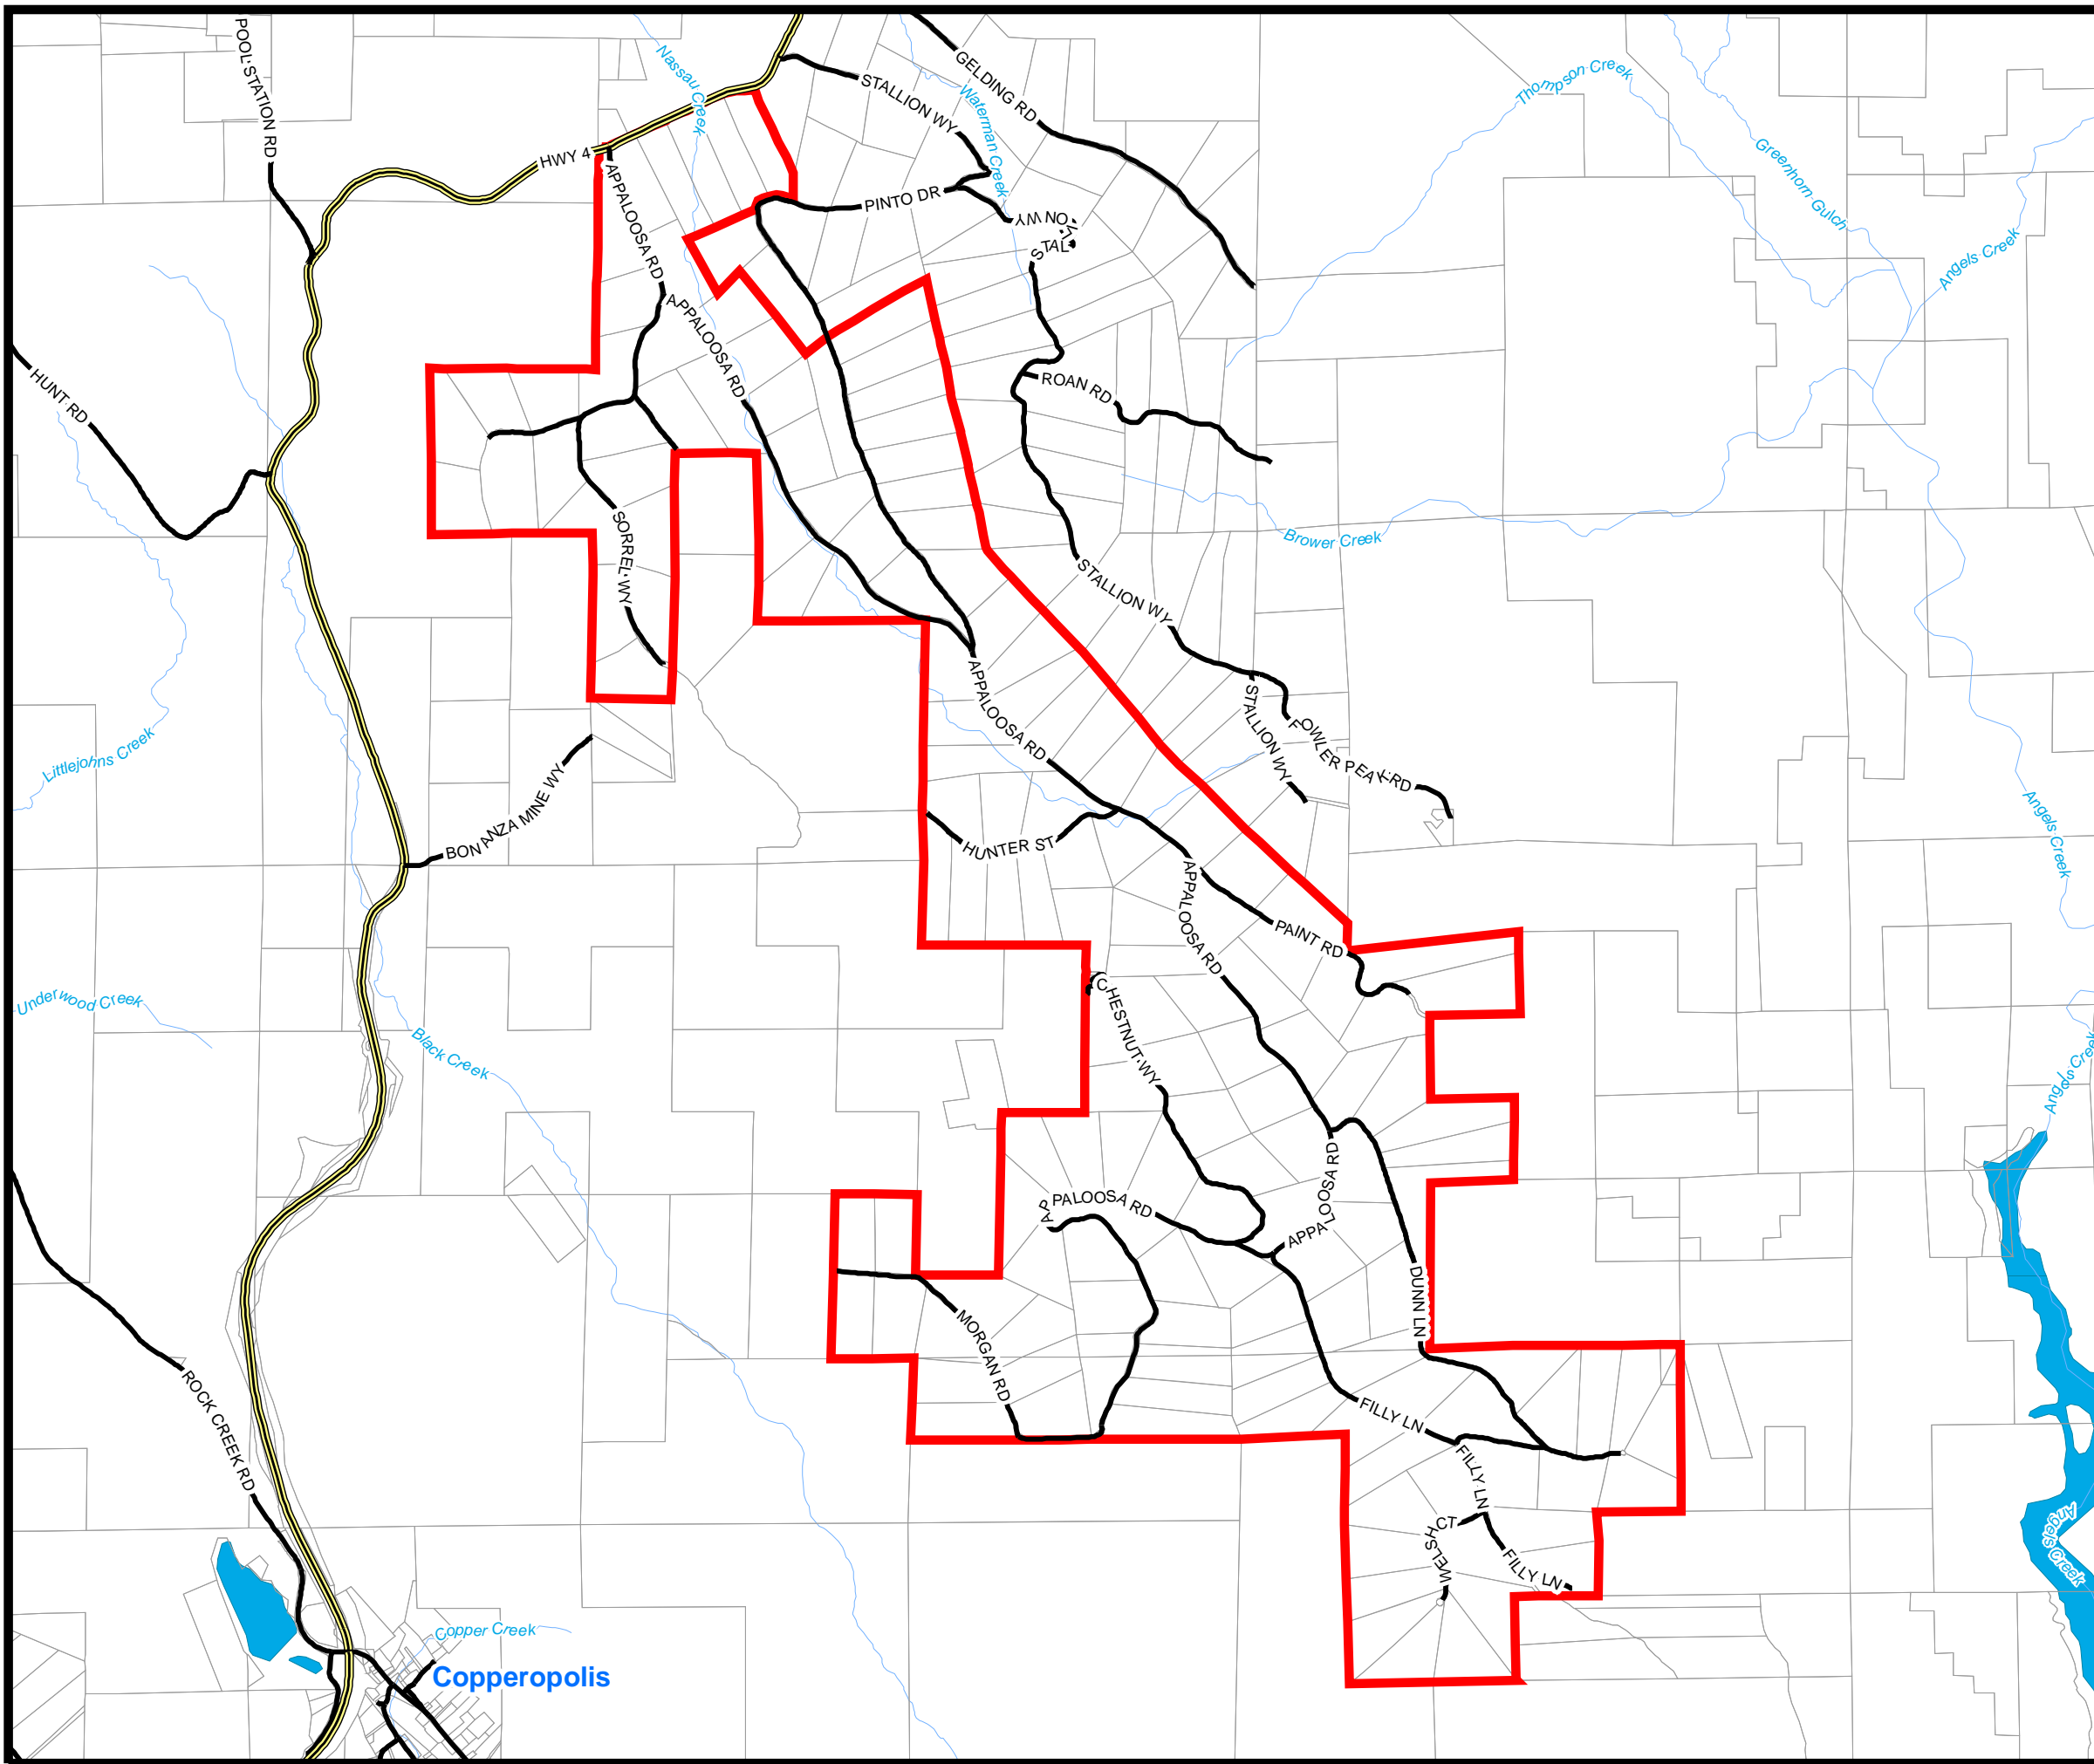 POOL STATION RD
Nassau Creek
GELDING RD
STALLION WY
Waterman Creek
Thompson Creek
Greenhorn Gulch
HWY 4
APPALOOSA RD
PINTO DR
STALLION WY
Angels Creek
APPALOOSA RD
HUNT RD
ROAN RD
SORREL WY
Brower Creek
STALLION WY
APPALOOSA RD
STALLION WY
FOWLER PEAK RD
Littlejohns Creek
BONANZA MINE WY
HUNTER ST
Angels Creek
APPALOOSA RD
PAINT RD
Underwood Creek
CHESTNUT WY
Black Creek
Angels Creek
APPALOOSA RD
APPALOOSA RD
DUNN LN
MORGAN RD
ROCK CREEK RD
FILLY LN
FILLY LN
WELSH CT
FILLY LN
Angels Creek
Copper Creek
Copperopolis